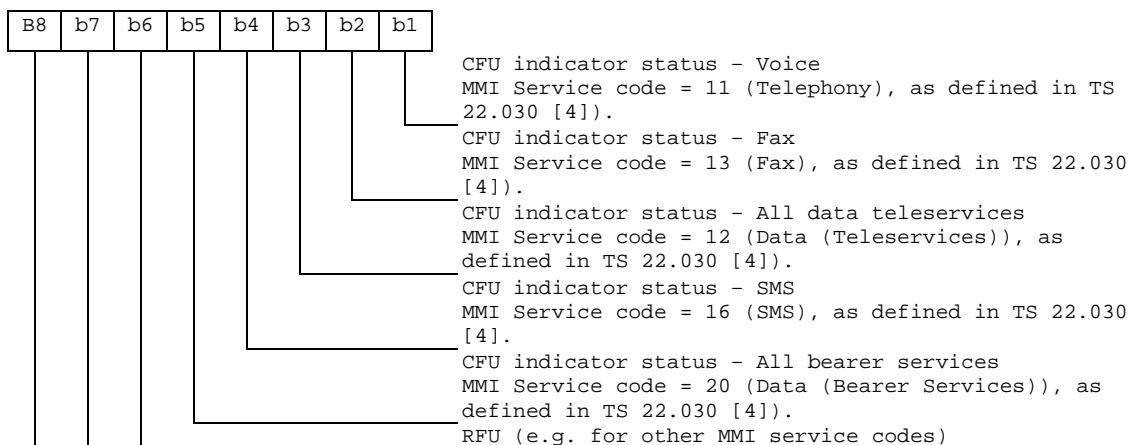 B8 b7 b6 b5 b4 b3 b2 b1
CFU indicator status – Voice
MMI Service code = 11 (Telephony), as defined in TS
22.030 [4]).
CFU indicator status – Fax
MMI Service code = 13 (Fax), as defined in TS 22.030
[4]).
CFU indicator status – All data teleservices
MMI Service code = 12 (Data (Teleservices)), as
defined in TS 22.030 [4]).
CFU indicator status – SMS
MMI Service code = 16 (SMS), as defined in TS 22.030
[4].
CFU indicator status – All bearer services
MMI Service code = 20 (Data (Bearer Services)), as
defined in TS 22.030 [4]).
RFU (e.g. for other MMI service codes)